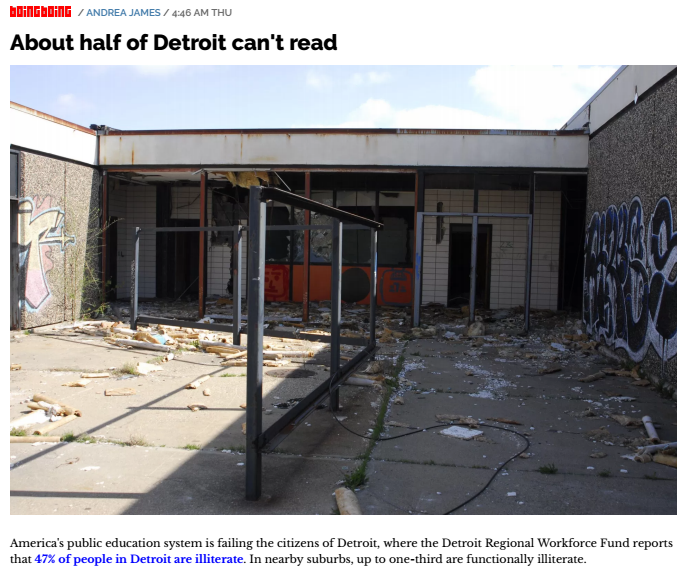 boingboing / ANDREA JAMES / 4:46 AM THU
About half of Detroit can't read
America's public education system is failing the citizens of Detroit, where the Detroit Regional Workforce Fund reports
that 47% of people in Detroit are illiterate. In nearby suburbs, up to one-third are functionally illiterate.